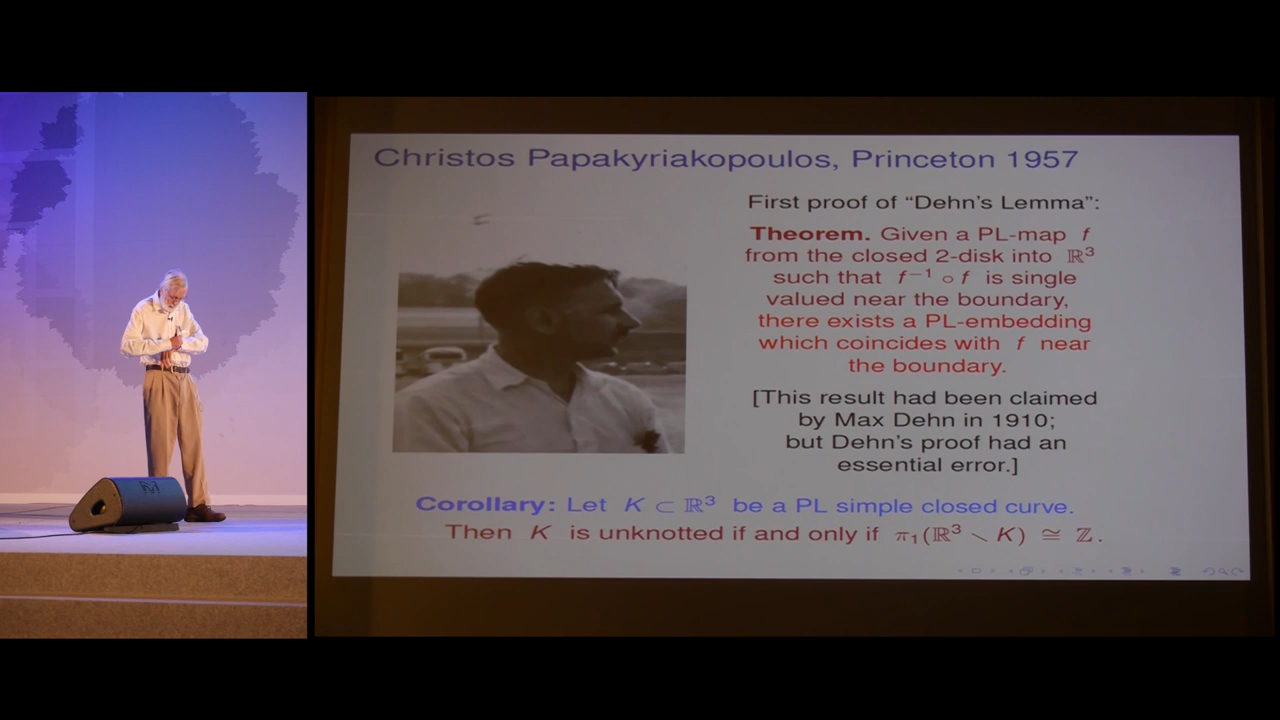 Christos Papakyriakopoulos, Princeton 1957
First proof of “Dehn’s Lemma”:
Theorem. Given a PL-map f
from the closed 2-disk into ℝ³
such that f⁻¹ ∘ f is single
valued near the boundary,
there exists a PL-embedding
which coincides with f near
the boundary.
[This result had been claimed
by Max Dehn in 1910;
but Dehn’s proof had an
essential error.]
Corollary: Let K ⊂ ℝ³ be a PL simple closed curve.
Then K is unknotted if and only if π₁(ℝ³ ∖ K) ≅ ℤ.